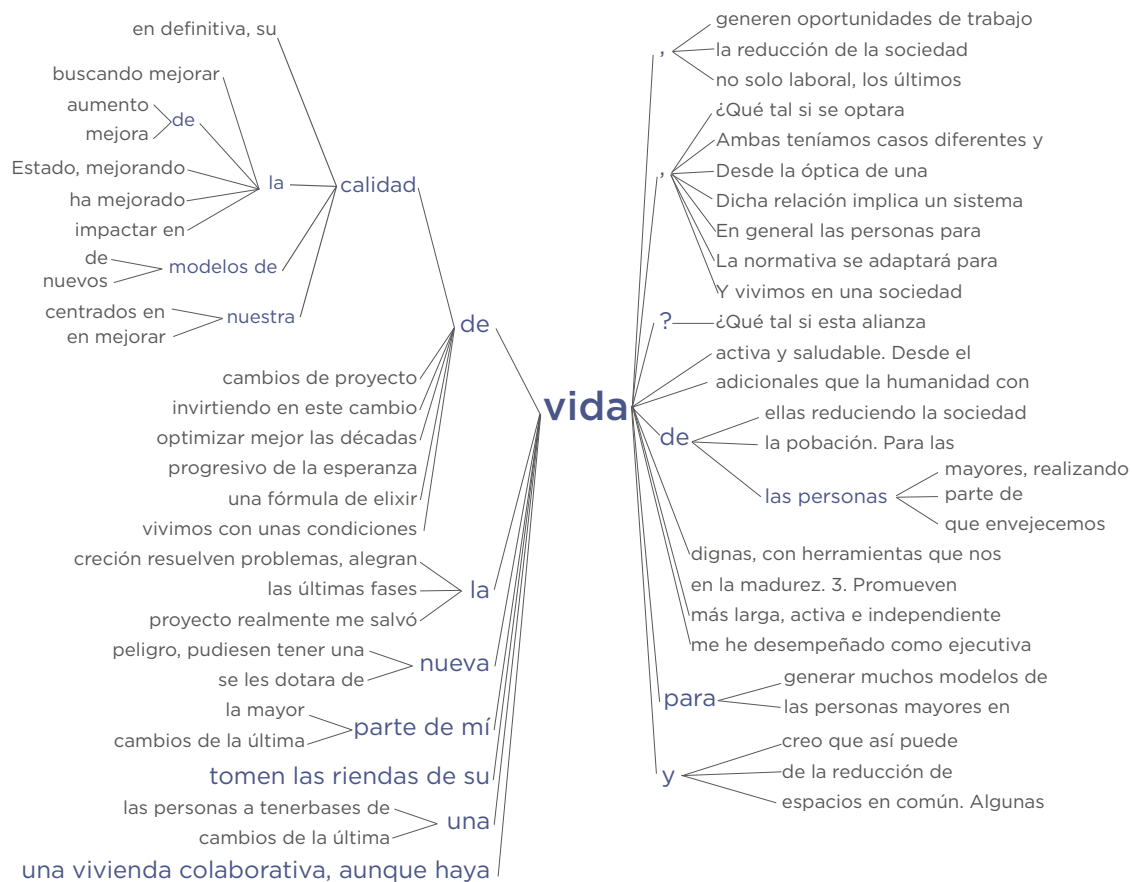 en definitiva, su
buscando mejorar
aumento
mejora
de
Estado, mejorando
ha mejorado
impactar en
la
calidad
de
nuevos
modelos de
centrados en
en mejorar
nuestra
de
cambios de proyecto
invirtiendo en este cambio
optimizar mejor las décadas
progresivo de la esperanza
una fórmula de elixir
vivimos con unas condiciones
creción resuelven problemas, alegran
las últimas fases
proyecto realmente me salvó
la
peligro, pudiesen tener una
se les dotara de
nueva
la mayor
cambios de la última
parte de mí
tomen las riendas de su
las personas a tenerbases de
cambios de la última
una
una vivienda colaborativa, aunque haya
vida
,
generen oportunidades de trabajo
la reducción de la sociedad
no solo laboral, los últimos
,
¿Qué tal si se optara
Ambas teníamos casos diferentes y
Desde la óptica de una
Dicha relación implica un sistema
En general las personas para
La normativa se adaptará para
Y vivimos en una sociedad
?
¿Qué tal si esta alianza
activa y saludable. Desde el
adicionales que la humanidad con
de
ellas reduciendo la sociedad
la pobación. Para las
las personas
mayores, realizando
parte de
que envejecemos
dignas, con herramientas que nos
en la madurez. 3. Promueven
más larga, activa e independiente
me he desempeñado como ejecutiva
para
generar muchos modelos de
las personas mayores en
y
creo que así puede
de la reducción de
espacios en común. Algunas